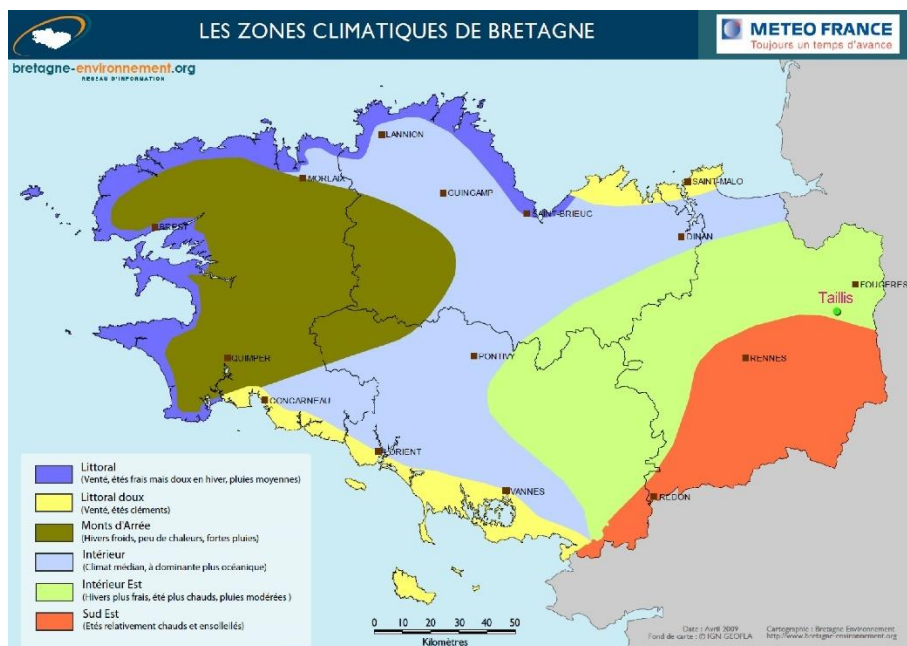 LES ZONES CLIMATIQUES DE BRETAGNE
METEO FRANCE
Toujours un temps d'avance
bretagne-environnement.org
RESEAU D'INFORMATION
LANNION
MORLAIX
GUINGAMP
SAINT-MALO
SAINT-BRIEUC
BREST
DINAN
FOUGERES
Taillis
QUIMPER
PONTIVY
RENNES
CONCARNEAU
LORIENT
VANNES
REDON
Littoral
(Venté, étés frais mais doux en hiver, pluies moyennes)
Littoral doux
(Venté, étés cléments)
Monts d'Arrée
(Hivers froids, peu de chaleurs, fortes pluies)
Intérieur
(Climat médian, à dominante plus océanique)
Intérieur Est
(Hivers plus frais, été plus chauds, pluies modérées )
Sud Est
(Etés relativement chauds et ensolleilés)
0 10 20 30 40 50
Kilomètres
Date : Avril 2009
Cartographie : Bretagne Environnement
Fond de carte : © IGN GEOFLA
http://www.bretagne-environnement.org